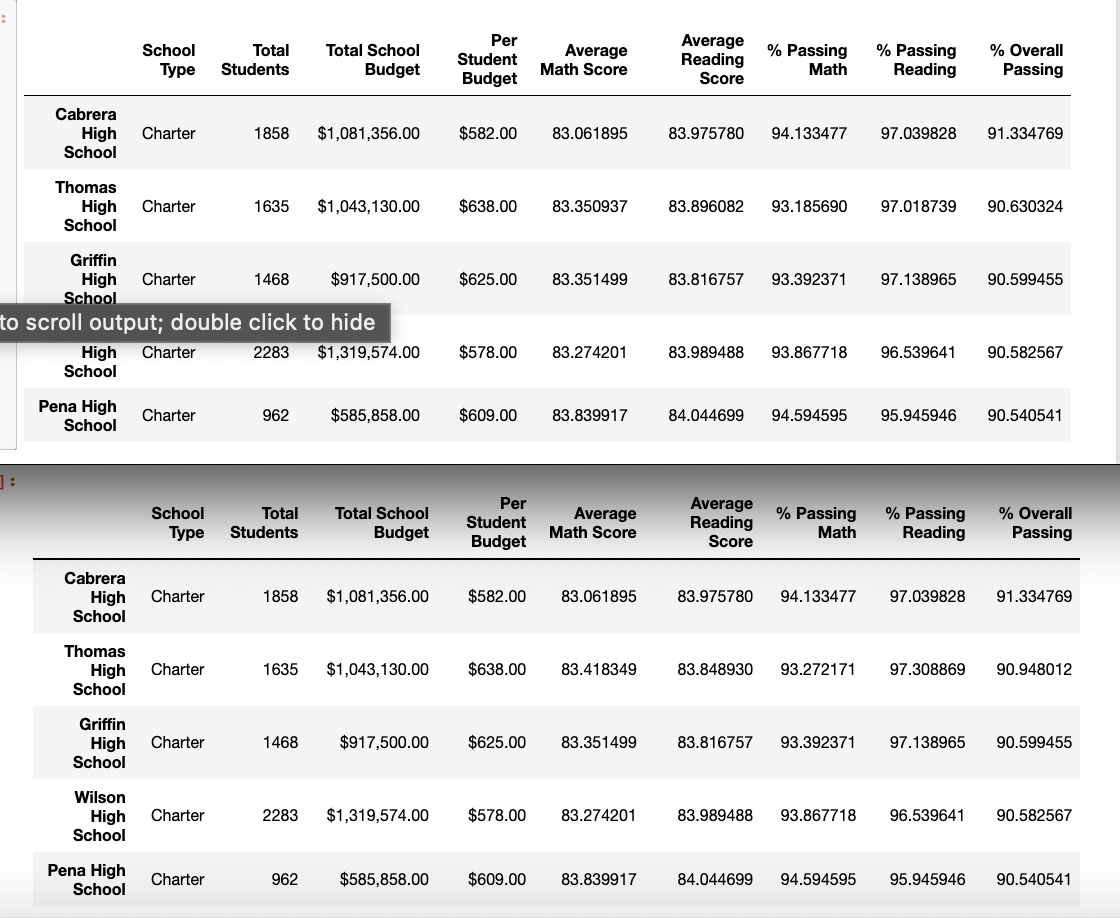 :
School Type Total Students Total School Budget Per Student Budget Average Math Score Average Reading Score % Passing Math % Passing Reading % Overall Passing
Cabrera High School Charter 1858 $1,081,356.00 $582.00 83.061895 83.975780 94.133477 97.039828 91.334769
Thomas High School Charter 1635 $1,043,130.00 $638.00 83.350937 83.896082 93.185690 97.018739 90.630324
Griffin High School Charter 1468 $917,500.00 $625.00 83.351499 83.816757 93.392371 97.138965 90.599455
to scroll output; double click to hide
High School Charter 2283 $1,319,574.00 $578.00 83.274201 83.989488 93.867718 96.539641 90.582567
Pena High School Charter 962 $585,858.00 $609.00 83.839917 84.044699 94.594595 95.945946 90.540541
]:
School Type Total Students Total School Budget Per Student Budget Average Math Score Average Reading Score % Passing Math % Passing Reading % Overall Passing
Cabrera High School Charter 1858 $1,081,356.00 $582.00 83.061895 83.975780 94.133477 97.039828 91.334769
Thomas High School Charter 1635 $1,043,130.00 $638.00 83.418349 83.848930 93.272171 97.308869 90.948012
Griffin High School Charter 1468 $917,500.00 $625.00 83.351499 83.816757 93.392371 97.138965 90.599455
Wilson High School Charter 2283 $1,319,574.00 $578.00 83.274201 83.989488 93.867718 96.539641 90.582567
Pena High School Charter 962 $585,858.00 $609.00 83.839917 84.044699 94.594595 95.945946 90.540541